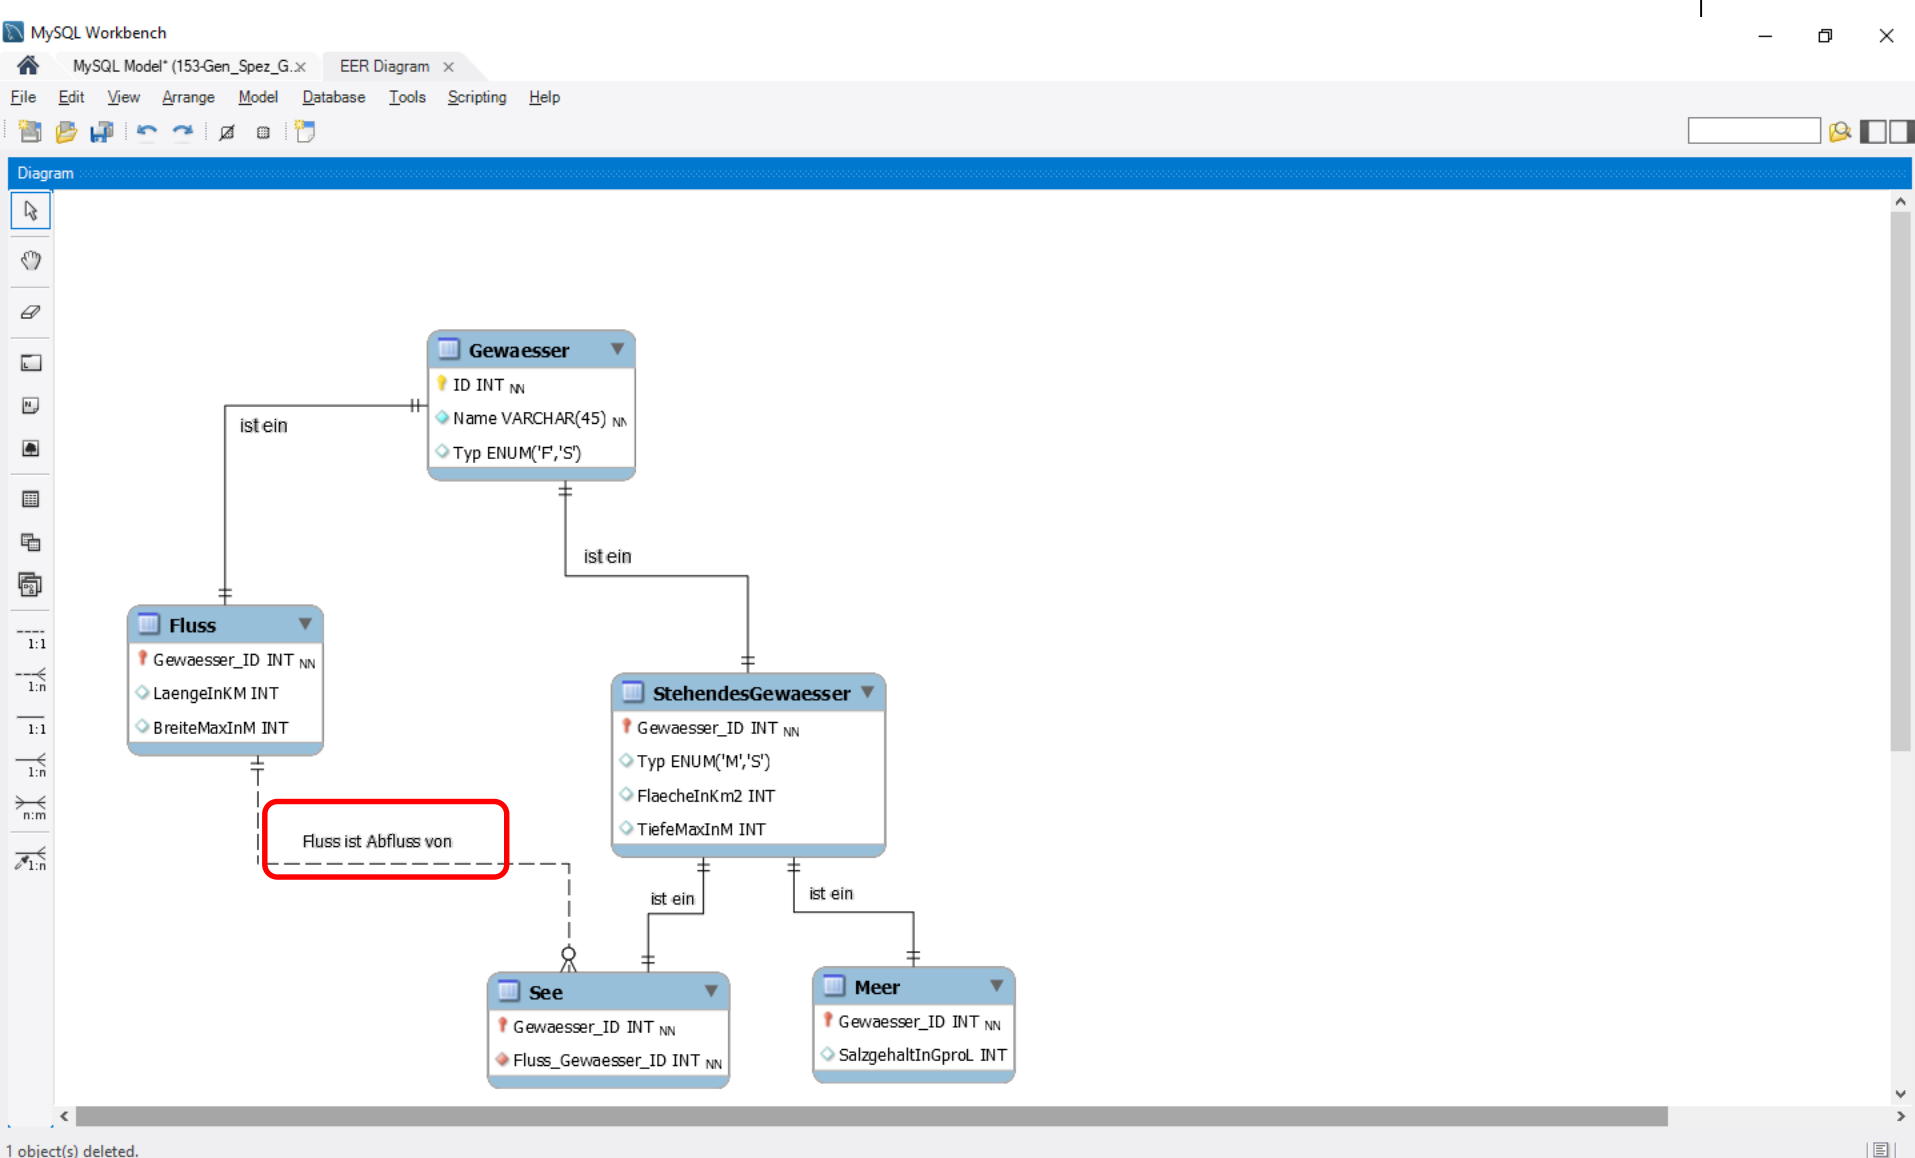 MySQL Workbench
MySQL Model* (153-Gen_Spez_G.. ×
EER Diagram ×
File Edit View Arrange Model Database Tools Scripting Help
Diagram
Gewaesser
ID INT NN
Name VARCHAR(45) NN
Typ ENUM('F','S')
ist ein
ist ein
Fluss
Gewaesser_ID INT NN
LaengeInKM INT
BreiteMaxInM INT
StehendesGewaesser
Gewaesser_ID INT NN
Typ ENUM('M','S')
FlaecheInKm2 INT
TiefeMaxInM INT
Fluss ist Abfluss von
ist ein
ist ein
See
Gewaesser_ID INT NN
Fluss_Gewaesser_ID INT NN
Meer
Gewaesser_ID INT NN
SalzgehaltInGproL INT
1:1
1:n
1:1
1:n
n:m
1:n
1 object(s) deleted.